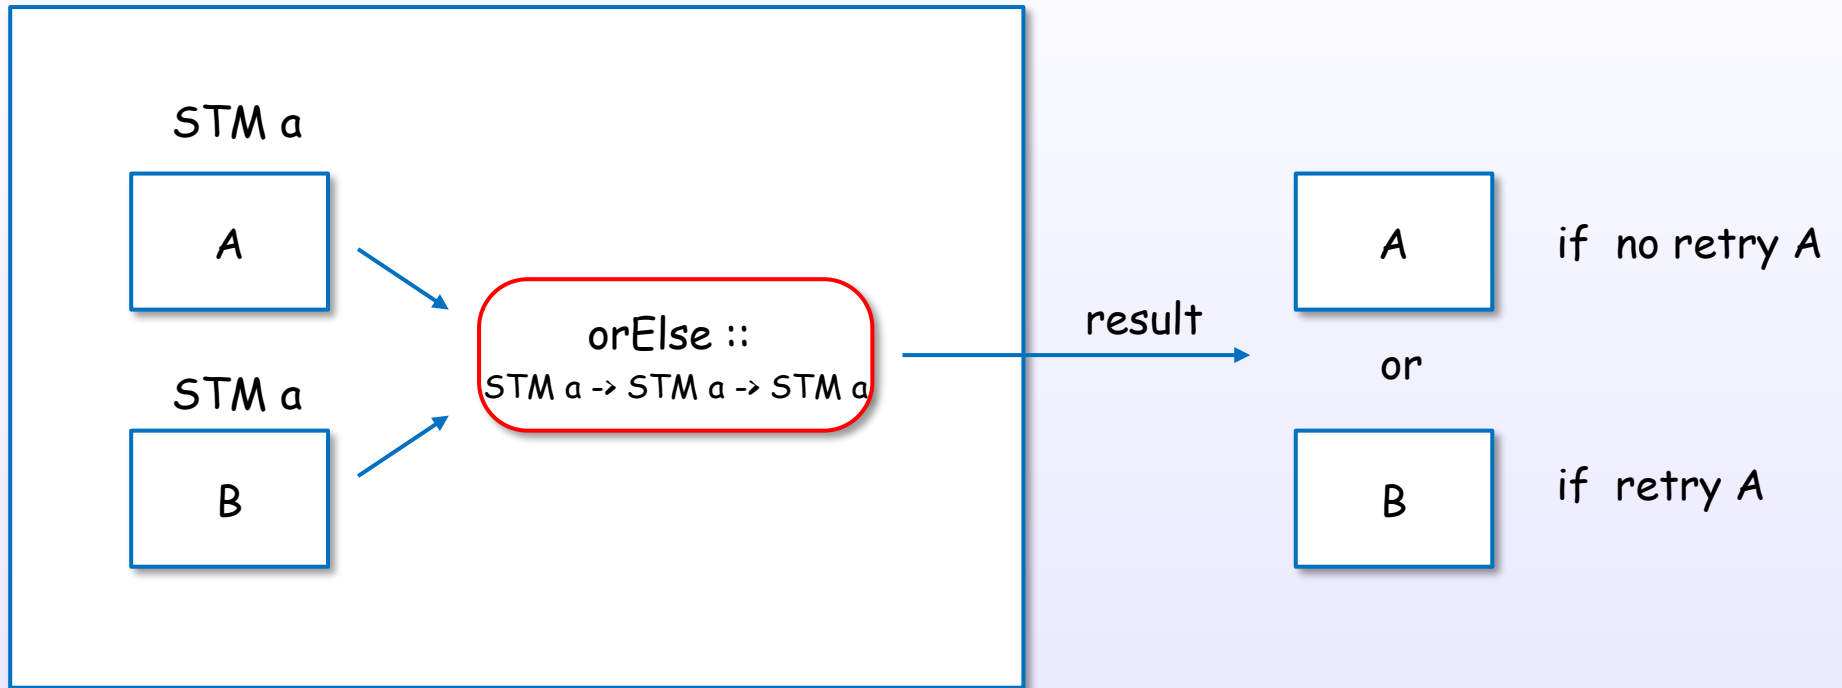 STM a
A
STM a
B
orElse ::
STM a -> STM a -> STM a
result
A
if no retry A
or
B
if retry A